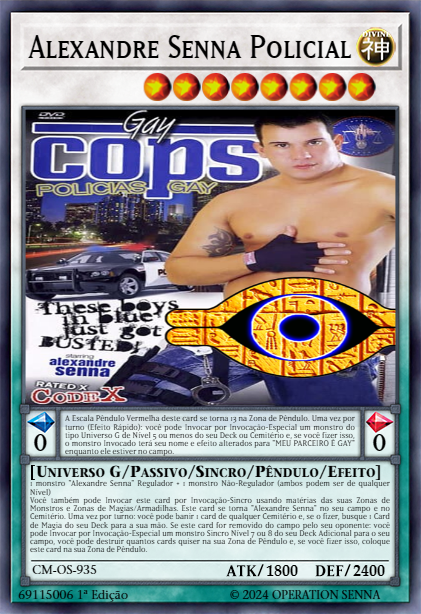 ALEXANDRE SENNA POLICIAL
DIVINE
神
DVD
Gay
cops
POLICIAS GAY
These boys
in blue
just got
BUSTED!
starring
alexandre
senna
RATED X
CODE X
A Escala Pêndulo Vermelha deste card se torna 13 na Zona de Pêndulo. Uma vez por
turno (Efeito Rápido): você pode Invocar por Invocação-Especial um monstro do
tipo Universo G de Nível 5 ou menos do seu Deck ou Cemitério e, se você fizer isso,
o monstro Invocado terá seu nome e efeito alterados para "MEU PARCEIRO É GAY"
enquanto ele estiver no campo.
0
0
[UNIVERSO G/PASSIVO/SINCRO/PÊNDULO/EFEITO]
1 monstro "Alexandre Senna" Regulador + 1 monstro Não-Regulador (ambos podem ser de qualquer
Nível)
Você também pode Invocar este card por Invocação-Sincro usando matérias das suas Zonas de
Monstros e Zonas de Magias/Armadilhas. Este card se torna "Alexandre Senna" no seu campo e no
Cemitério. Uma vez por turno: você pode banir 1 card de qualquer Cemitério e, se o fizer, busque 1 Card
de Magia do seu Deck para a sua mão. Se este card for removido do campo pelo seu oponente: você
pode Invocar por Invocação-Especial um monstro Sincro Nível 7 ou 8 do seu Deck Adicional para o seu
campo, você pode destruir quantos cards quiser na sua Zona de Pêndulo e, se você fizer isso, coloque
este card na sua Zona de Pêndulo.
CM-OS-935
ATK/1800 DEF/2400
69115006 1ª Edição
© 2024 OPERATION SENNA